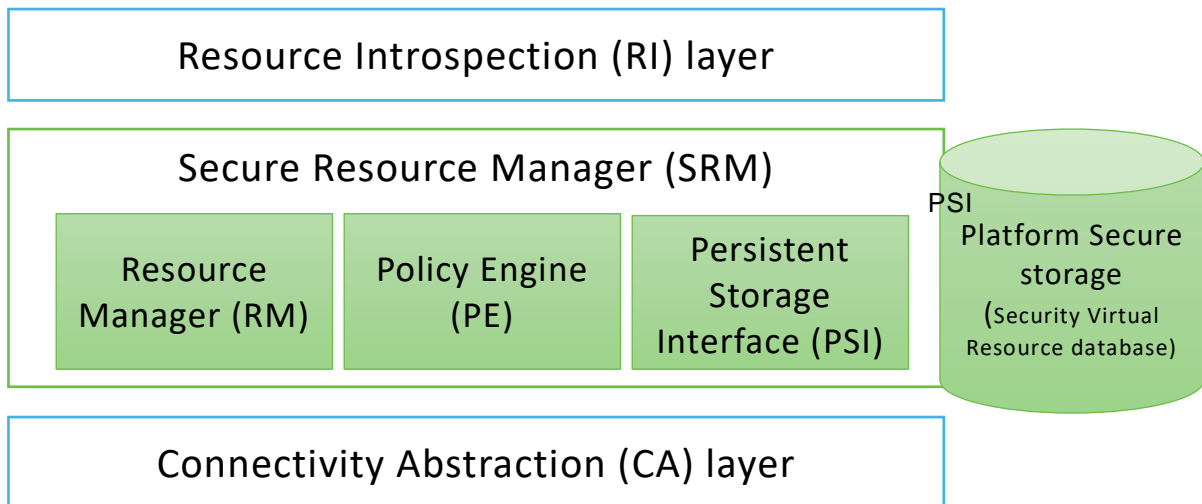 Resource Introspection (RI) layer
Secure Resource Manager (SRM)
Resource
Manager (RM)
Policy Engine
(PE)
Persistent
Storage
Interface (PSI)
PSI
Platform Secure
storage
(Security Virtual
Resource database)
Connectivity Abstraction (CA) layer